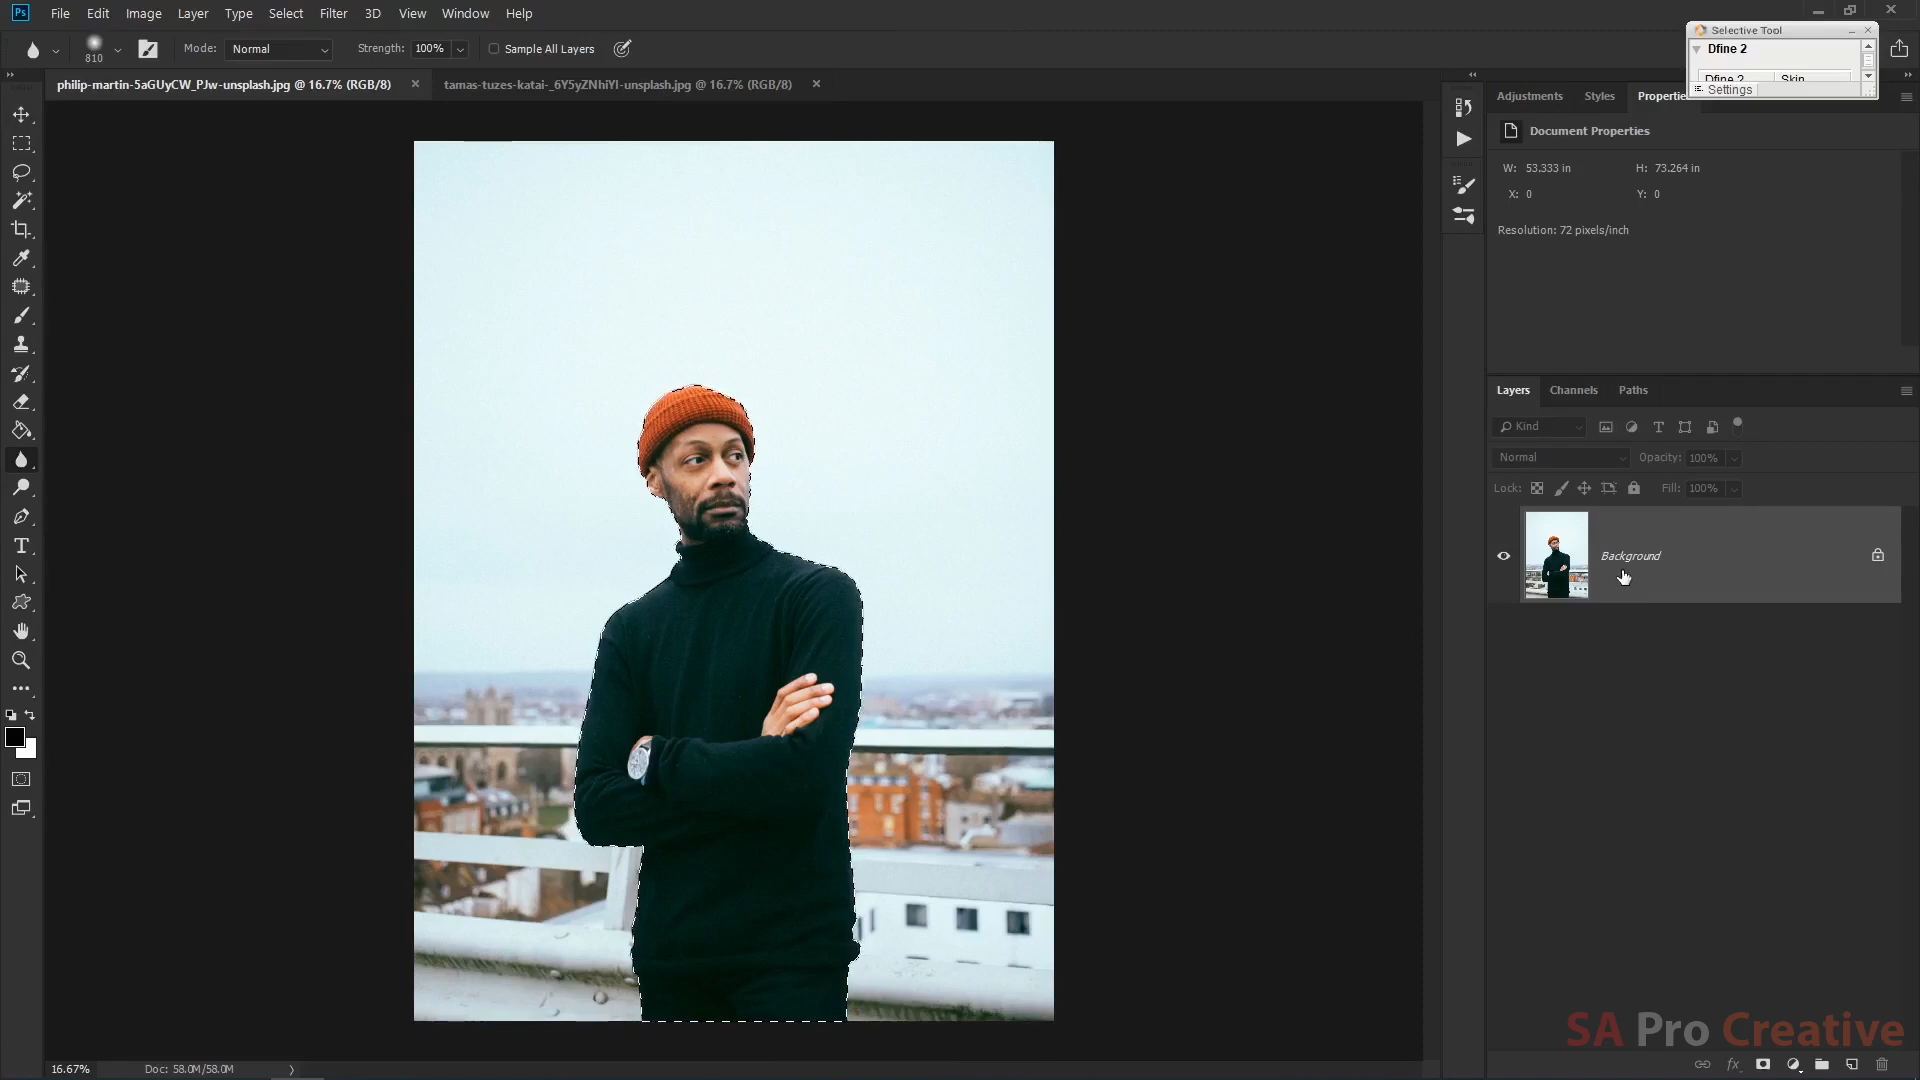 Ps File Edit Image Layer Type Select Filter 3D View Window Help
810 Mode: Normal Strength: 100% Sample All Layers
Selective Tool
Dfine 2
Dfine 2 Skin
Settings
philip-martin-5aGUyCW_PJw-unsplash.jpg @ 16.7% (RGB/8) tamas-tuzes-katai-_6Y5yZNhiYI-unsplash.jpg @ 16.7% (RGB/8)
Adjustments Styles Properties
Document Properties
W: 53.333 in H: 73.264 in
X: 0 Y: 0
Resolution: 72 pixels/inch
Layers Channels Paths
Kind
Normal Opacity: 100%
Lock: Fill: 100%
Background
SA Pro Creative
16.67% Doc: 58.0M/58.0M